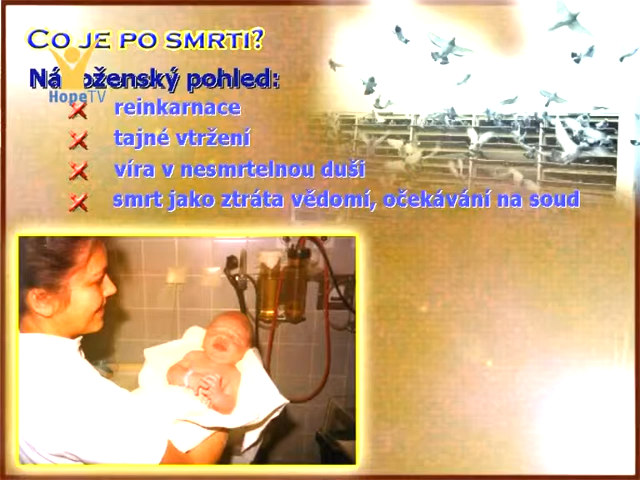 Co je po smrti?
Náboženský pohled:
HopeTV
reinkarnace
tajné vtržení
víra v nesmrtelnou duši
smrt jako ztráta vědomí, očekávání na soud